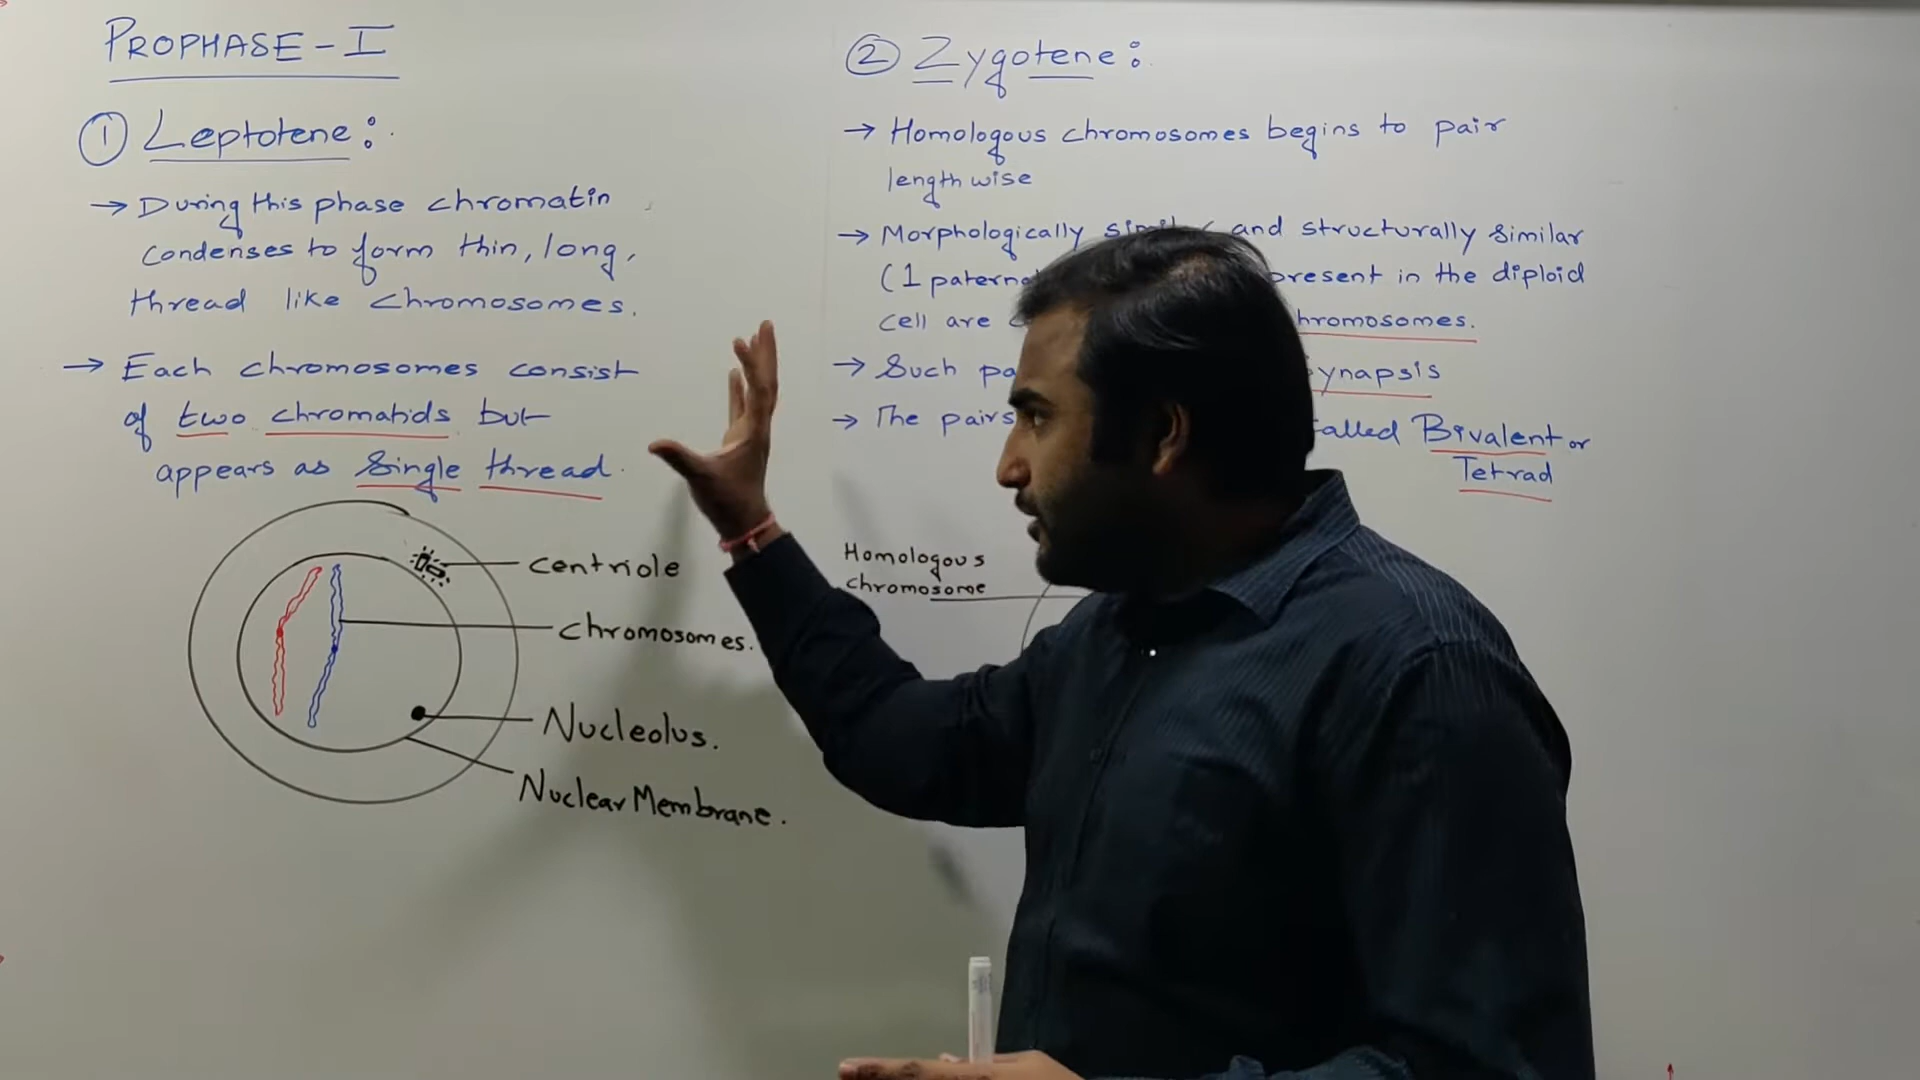 PROPHASE - I
① Leptotene :
→ During this phase chromatin
condenses to form thin, long,
thread like chromosomes.
→ Each chromosomes consist
of two chromatids but
appears as single thread.
Centriole
Chromosomes.
Nucleolus.
Nuclear Membrane.
② Zygotene :
→ Homologous chromosomes begins to pair
lengthwise
→ Morphologically and structurally similar
(1 present in the diploid
cell are hromosomes.
→ Such ynapsis
→ The pairs called Bivalent or
Tetrad
Homologous
chromosome